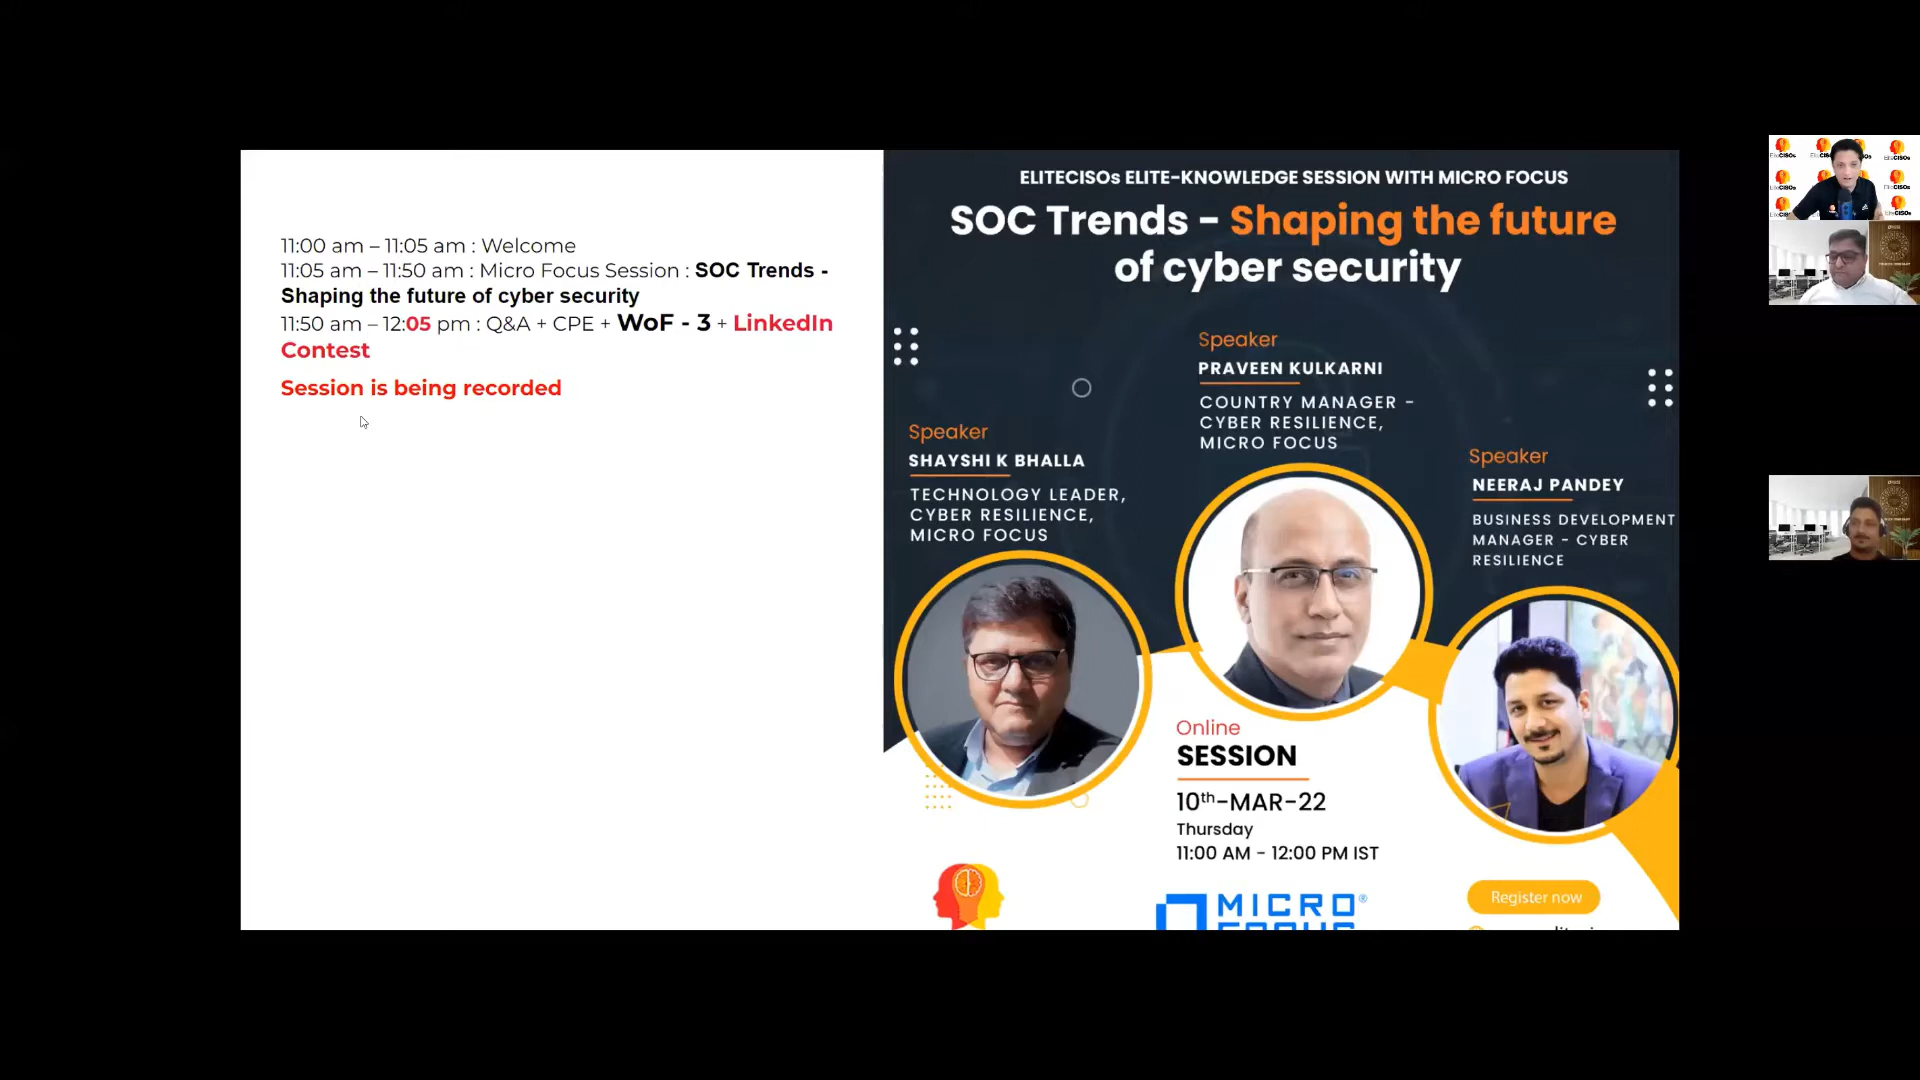 11:00 am – 11:05 am : Welcome
11:05 am – 11:50 am : Micro Focus Session : SOC Trends -
Shaping the future of cyber security
11:50 am – 12:05 pm : Q&A + CPE + WoF - 3 + LinkedIn
Contest
Session is being recorded
ELITECISOs ELITE-KNOWLEDGE SESSION WITH MICRO FOCUS
SOC Trends - Shaping the future
of cyber security
Speaker
PRAVEEN KULKARNI
COUNTRY MANAGER -
CYBER RESILIENCE,
MICRO FOCUS
Speaker
SHAYSHI K BHALLA
TECHNOLOGY LEADER,
CYBER RESILIENCE,
MICRO FOCUS
Speaker
NEERAJ PANDEY
BUSINESS DEVELOPMENT
MANAGER - CYBER
RESILIENCE
Online
SESSION
10th-MAR-22
Thursday
11:00 AM - 12:00 PM IST
MICRO®
FOCUS
Register now